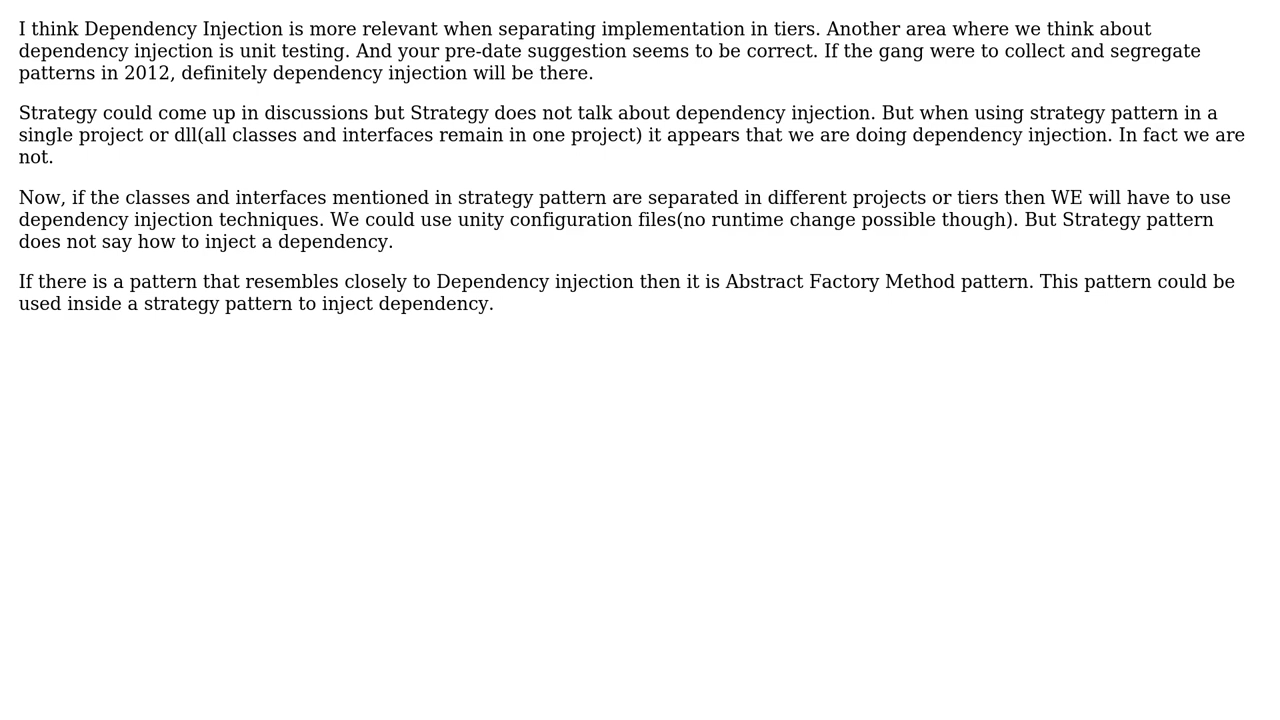 I think Dependency Injection is more relevant when separating implementation in tiers. Another area where we think about
dependency injection is unit testing. And your pre-date suggestion seems to be correct. If the gang were to collect and segregate
patterns in 2012, definitely dependency injection will be there.
Strategy could come up in discussions but Strategy does not talk about dependency injection. But when using strategy pattern in a
single project or dll(all classes and interfaces remain in one project) it appears that we are doing dependency injection. In fact we are
not.
Now, if the classes and interfaces mentioned in strategy pattern are separated in different projects or tiers then WE will have to use
dependency injection techniques. We could use unity configuration files(no runtime change possible though). But Strategy pattern
does not say how to inject a dependency.
If there is a pattern that resembles closely to Dependency injection then it is Abstract Factory Method pattern. This pattern could be
used inside a strategy pattern to inject dependency.